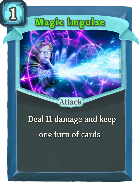 1
Magic Impulse
Attack
Deal 11 damage and keep
one turn of cards